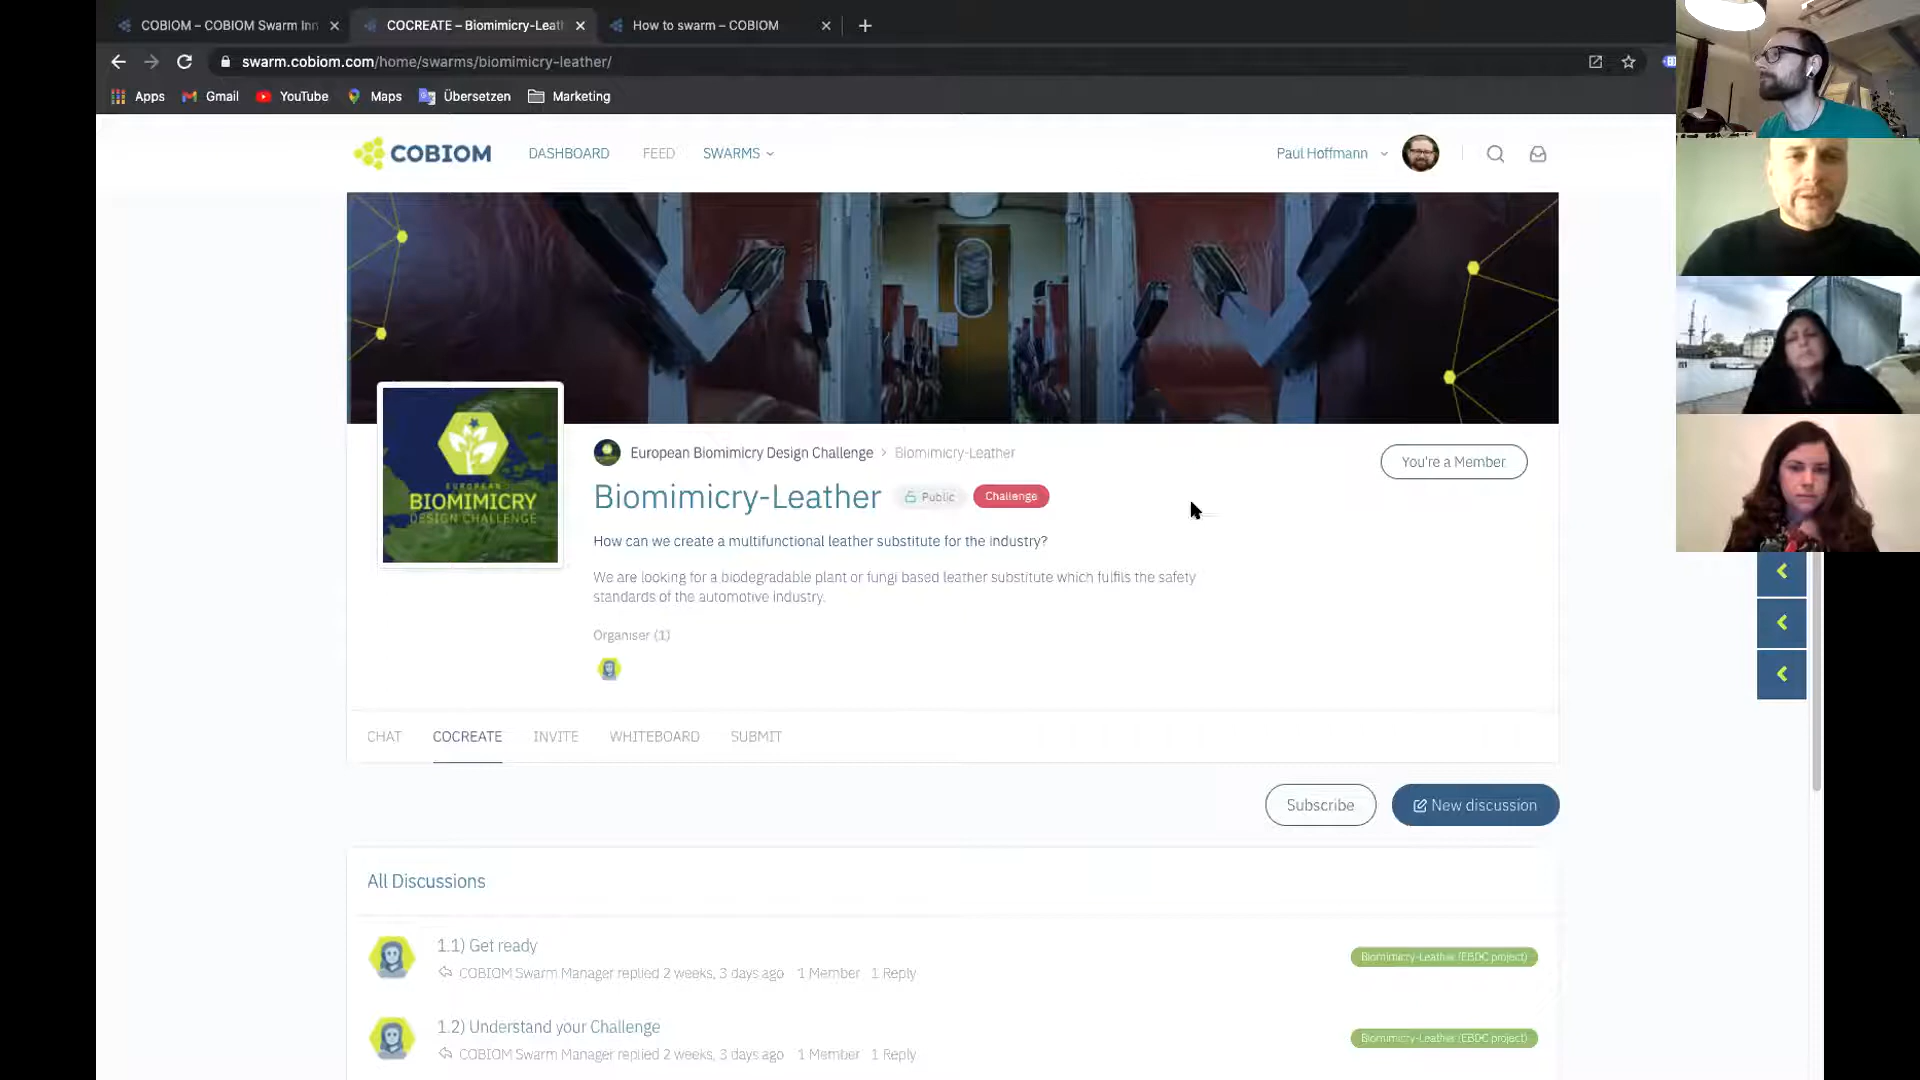 COBIOM – COBIOM Swarm Inn
COCREATE – Biomimicry-Leat
How to swarm – COBIOM
swarm.cobiom.com/home/swarms/biomimicry-leather/
Apps
Gmail
YouTube
Maps
Übersetzen
Marketing
COBIOM
DASHBOARD
FEED
SWARMS
Paul Hoffmann
EUROPEAN
BIOMIMICRY
DESIGN CHALLENGE
European Biomimicry Design Challenge > Biomimicry-Leather
You're a Member
Biomimicry-Leather
Public
Challenge
How can we create a multifunctional leather substitute for the industry?
We are looking for a biodegradable plant or fungi based leather substitute which fulfils the safety
standards of the automotive industry.
Organiser (1)
CHAT
COCREATE
INVITE
WHITEBOARD
SUBMIT
Subscribe
New discussion
All Discussions
1.1) Get ready
COBIOM Swarm Manager replied 2 weeks, 3 days ago 1 Member 1 Reply
Biomimicry-Leather (EBDC project)
1.2) Understand your Challenge
COBIOM Swarm Manager replied 2 weeks, 3 days ago 1 Member 1 Reply
Biomimicry-Leather (EBDC project)